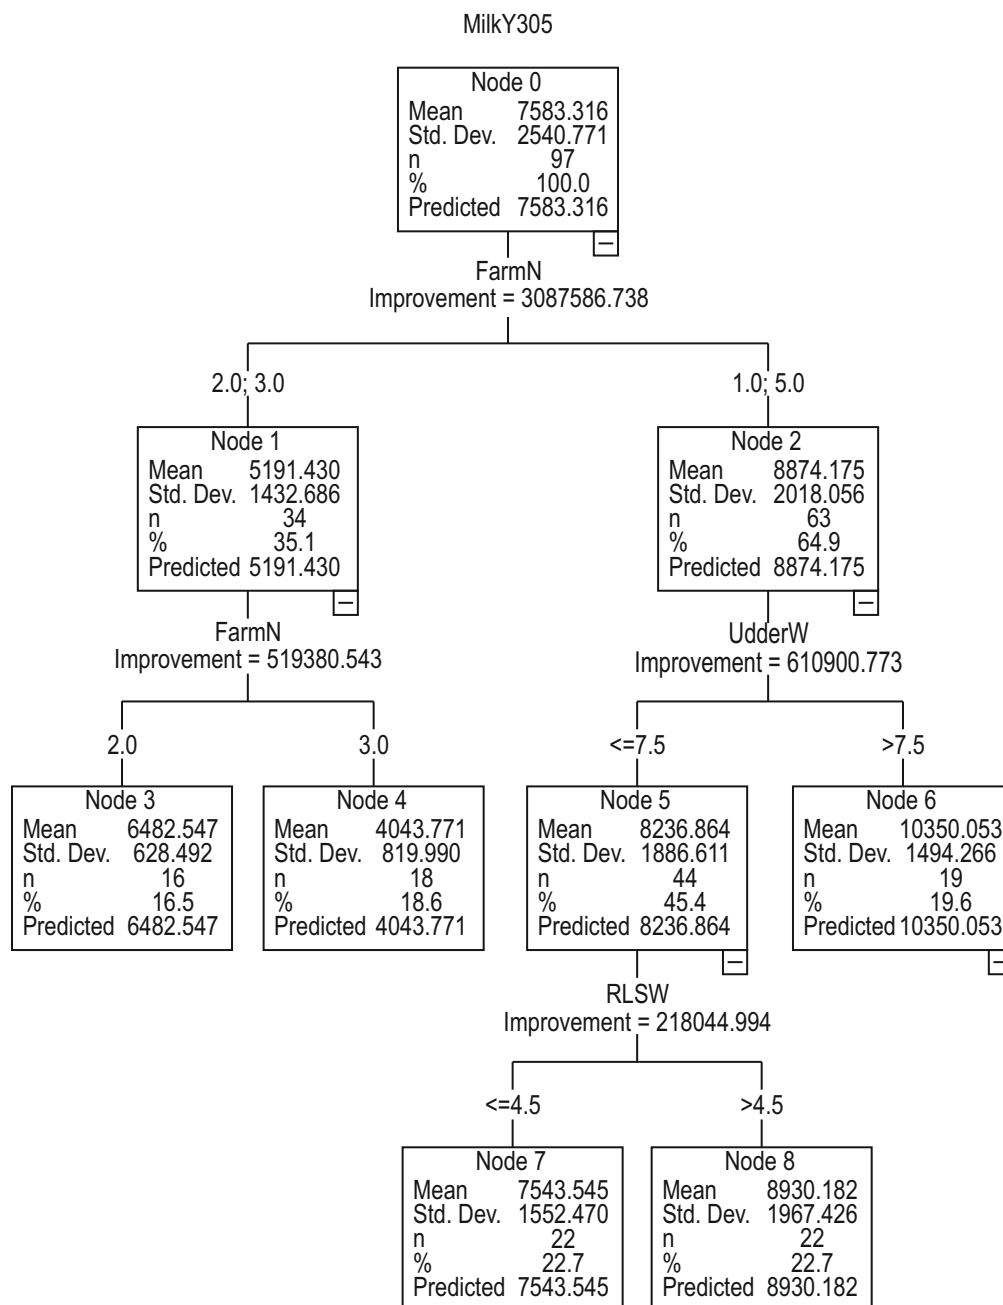 MilkY305
Node 0
Mean 7583.316
Std. Dev. 2540.771
n 97
% 100.0
Predicted 7583.316
FarmN
Improvement = 3087586.738
2.0; 3.0
1.0; 5.0
Node 1
Mean 5191.430
Std. Dev. 1432.686
n 34
% 35.1
Predicted 5191.430
Node 2
Mean 8874.175
Std. Dev. 2018.056
n 63
% 64.9
Predicted 8874.175
FarmN
Improvement = 519380.543
UdderW
Improvement = 610900.773
2.0
3.0
<=7.5
>7.5
Node 3
Mean 6482.547
Std. Dev. 628.492
n 16
% 16.5
Predicted 6482.547
Node 4
Mean 4043.771
Std. Dev. 819.990
n 18
% 18.6
Predicted 4043.771
Node 5
Mean 8236.864
Std. Dev. 1886.611
n 44
% 45.4
Predicted 8236.864
Node 6
Mean 10350.053
Std. Dev. 1494.266
n 19
% 19.6
Predicted 10350.053
RLSW
Improvement = 218044.994
<=4.5
>4.5
Node 7
Mean 7543.545
Std. Dev. 1552.470
n 22
% 22.7
Predicted 7543.545
Node 8
Mean 8930.182
Std. Dev. 1967.426
n 22
% 22.7
Predicted 8930.182